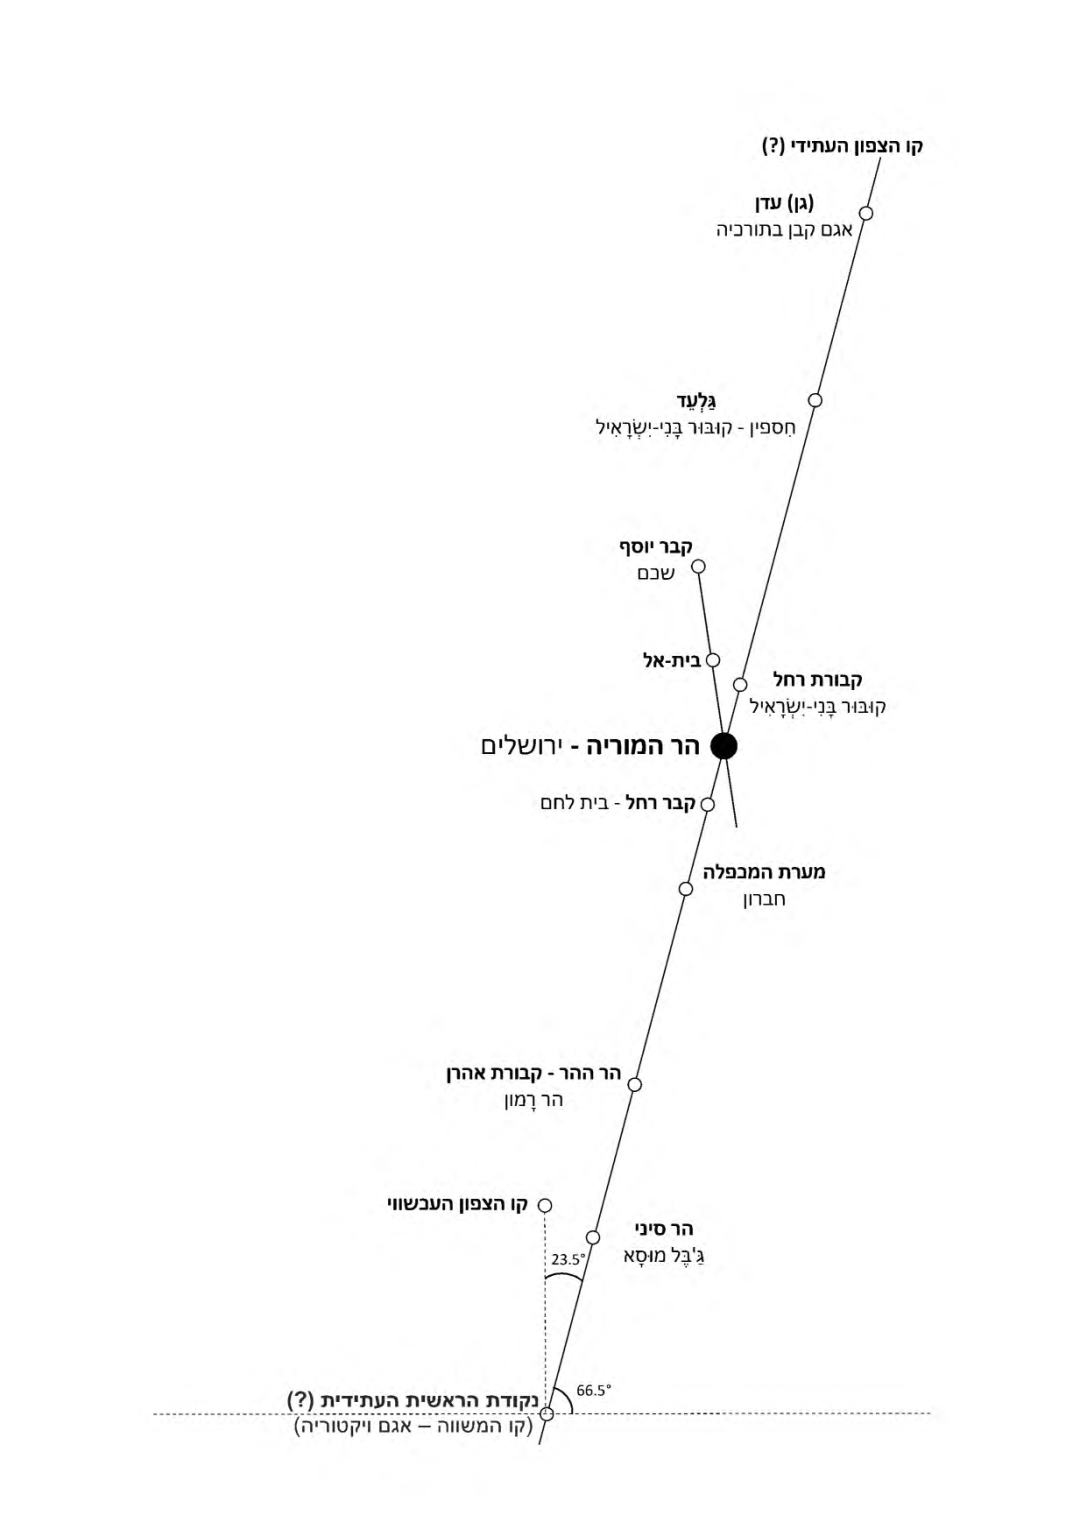 קו הצפון העתידי (?)
(גן) עדן
אגם קבן בתורכיה
גַּלְעֵד
חִספין - קוּבּוּר בָּנִי-יִשְׂרָאִיל
קבר יוסף
שכם
בית-אל
קבורת רחל
קוּבּוּר בָּנִי-יִשְׂרָאִיל
הר המוריה - ירושלים
קבר רחל - בית לחם
מערת המכפלה
חברון
הר ההר - קבורת אהרן
הר רָמון
קו הצפון העכשווי
הר סיני
גַּ'בֶּל מוּסָא
23.5°
66.5°
נקודת הראשית העתידית (?)
(קו המשווה – אגם ויקטוריה)